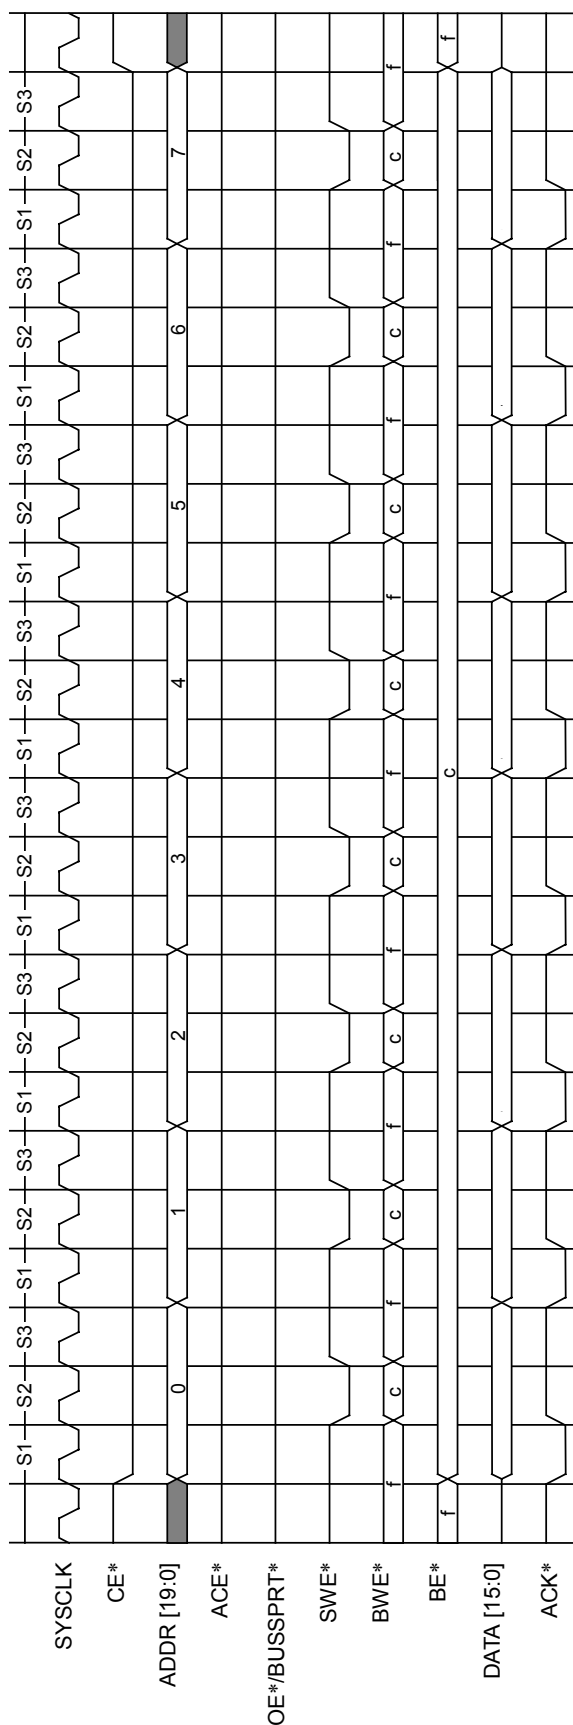 S1 S2 S3 S1 S2 S3 S1 S2 S3 S1 S2 S3 S1 S2 S3 S1 S2 S3 S1 S2 S3 S1 S2 S3
SYSCLK
CE*
ADDR [19:0] 0 1 2 3 4 5 6 7
ACE*
OE*/BUSSPRT*
SWE*
BWE* f c f c f c f c f c f c f c f c f
BE* f c f
DATA [15:0]
ACK*